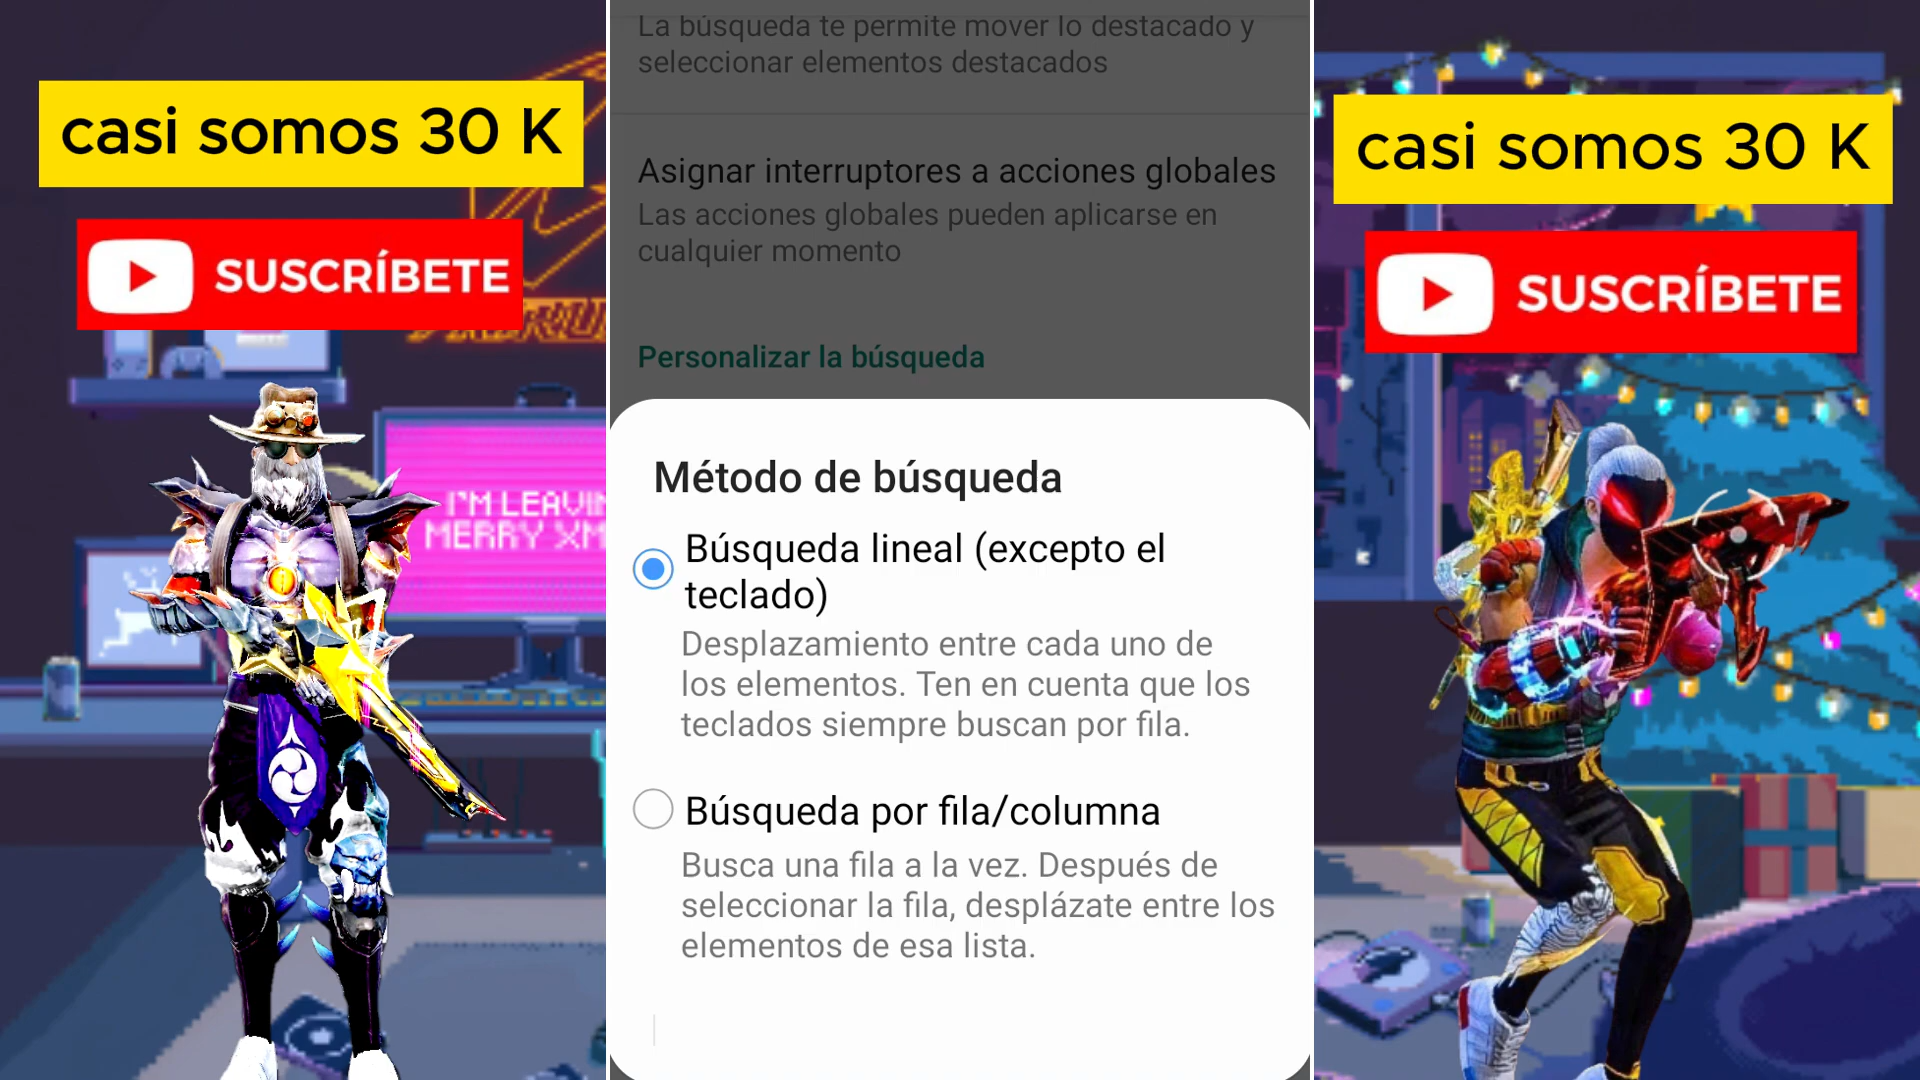 casi somos 30 K
SUSCRÍBETE
I'M LEAVIN
MERRY XM
La búsqueda te permite mover lo destacado y
seleccionar elementos destacados
Asignar interruptores a acciones globales
Las acciones globales pueden aplicarse en
cualquier momento
Personalizar la búsqueda
Método de búsqueda
Búsqueda lineal (excepto el
teclado)
Desplazamiento entre cada uno de
los elementos. Ten en cuenta que los
teclados siempre buscan por fila.
Búsqueda por fila/columna
Busca una fila a la vez. Después de
seleccionar la fila, desplázate entre los
elementos de esa lista.
casi somos 30 K
SUSCRÍBETE